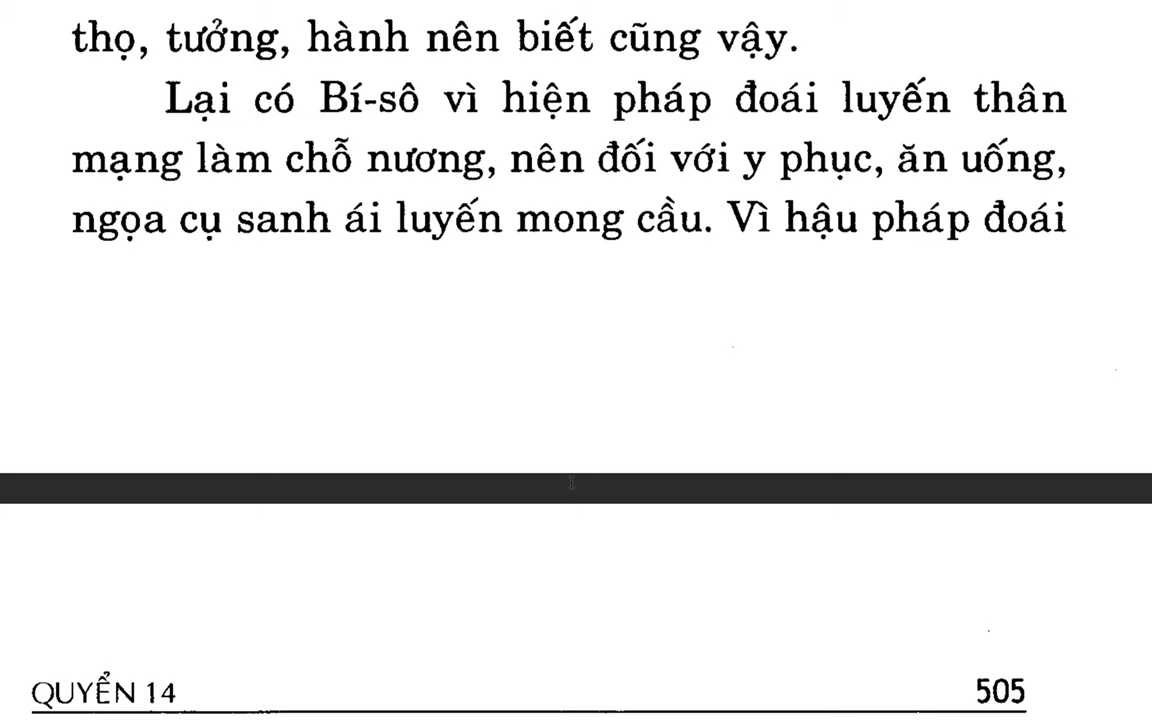 thọ, tưởng, hành nên biết cũng vậy.
Lại có Bí-sô vì hiện pháp đoái luyến thân
mạng làm chỗ nương, nên đối với y phục, ăn uống,
ngọa cụ sanh ái luyến mong cầu. Vì hậu pháp đoái
QUYỂN 14 505